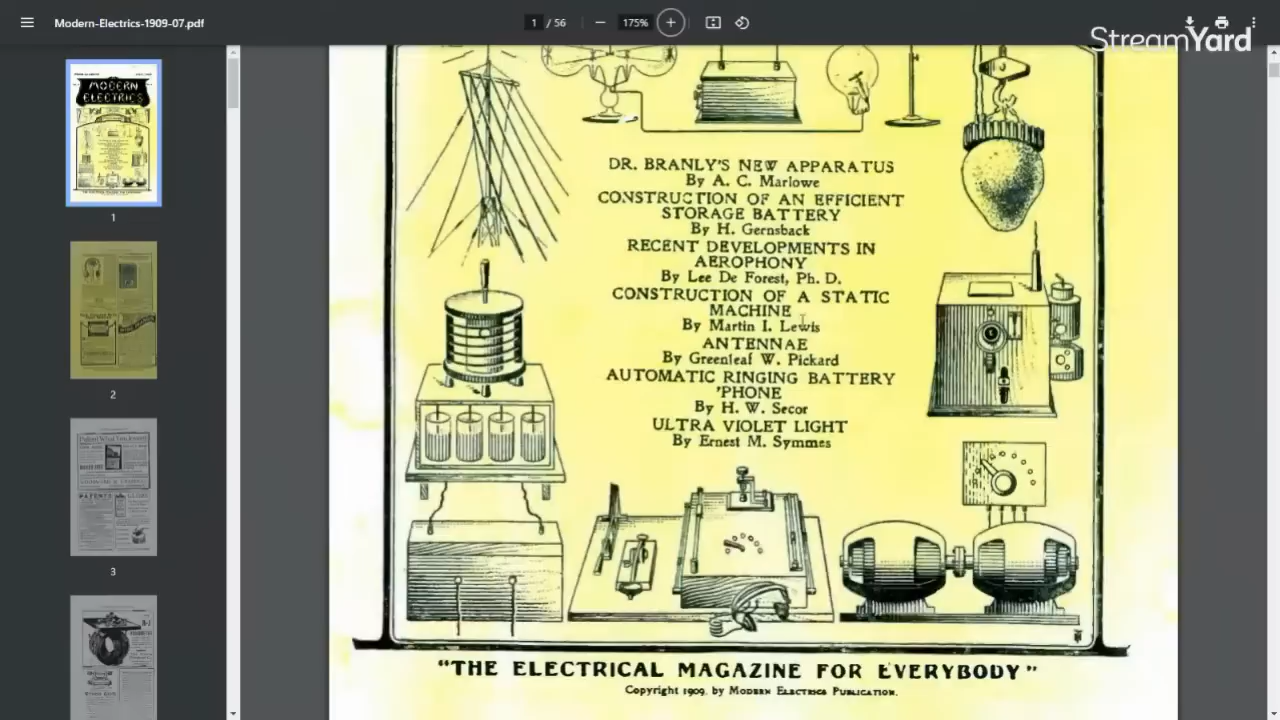 Modern-Electrics-1909-07.pdf
1 / 56
175%
StreamYard
MODERN
ELECTRICS
1
2
3
DR. BRANLY'S NEW APPARATUS
By A. C. Marlowe
CONSTRUCTION OF AN EFFICIENT
STORAGE BATTERY
By H. Gernsback
RECENT DEVELOPMENTS IN
AEROPHONY
By Lee De Forest, Ph. D.
CONSTRUCTION OF A STATIC
MACHINE
By Martin I. Lewis
ANTENNAE
By Greenleaf W. Pickard
AUTOMATIC RINGING BATTERY
'PHONE
By H. W. Secor
ULTRA VIOLET LIGHT
By Ernest M. Symmes
"THE ELECTRICAL MAGAZINE FOR EVERYBODY"
Copyright 1909, by MODERN ELECTRICS PUBLICATION.